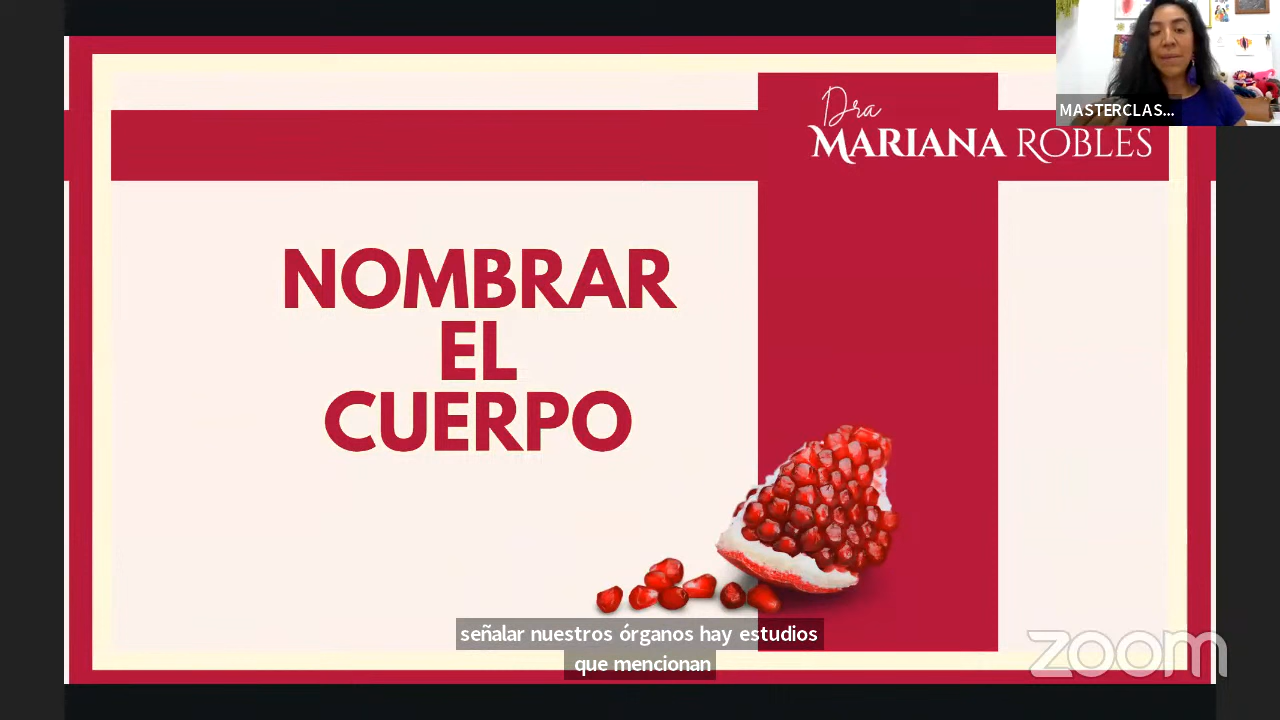 MASTERCLAS...
Dra
MARIANA ROBLES
NOMBRAR
EL
CUERPO
señalar nuestros órganos hay estudios
que mencionan
zoom